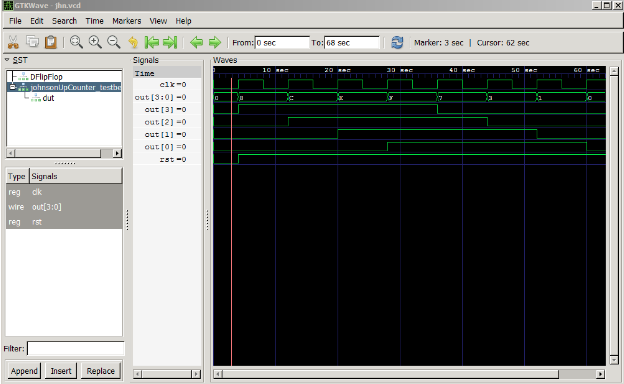 GTKWave - jhn.vcd
File Edit Search Time Markers View Help
From: 0 sec To: 68 sec Marker: 3 sec | Cursor: 62 sec
SST
DFlipFlop
johnsonUpCounter_testbe
dut
Type Signals
reg clk
wire out[3:0]
reg rst
Filter:
Append Insert Replace
Signals
Time
clk=0
out[3:0]=0
out[3]=0
out[2]=0
out[1]=0
out[0]=0
rst=0
Waves
0 10 sec 20 sec 30 sec 40 sec 50 sec 60 sec
0 8 C E F 7 3 1 0